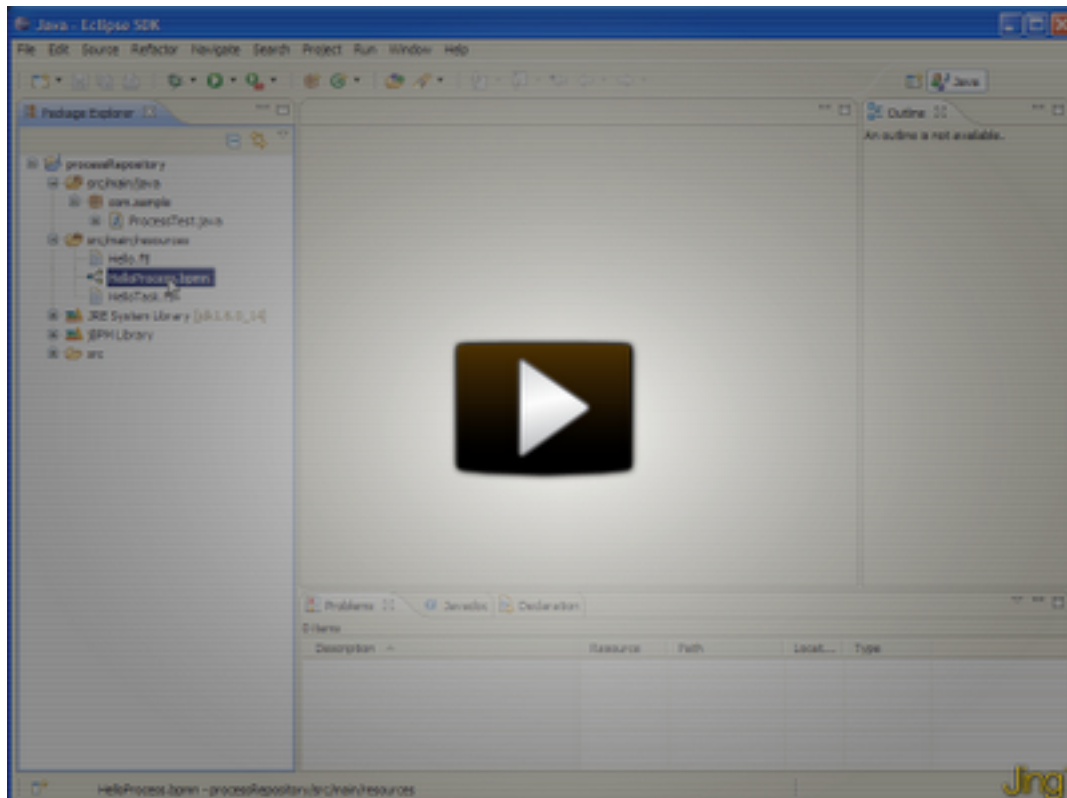 Java - Eclipse SDK
File Edit Source Refactor Navigate Search Project Run Window Help
Java
Package Explorer
Outline
An outline is not available.
processRepository
src/main/java
com.sample
ProcessTest.java
src/main/resources
Hello.ftl
HelloProcess.bpmn
HelloTask.ftl
JRE System Library [jdk1.6.0_14]
jBPM Library
src
Problems Javadoc Declaration
0 items
Description Resource Path Locat... Type
HelloProcess.bpmn - processRepository/src/main/resources
Jing